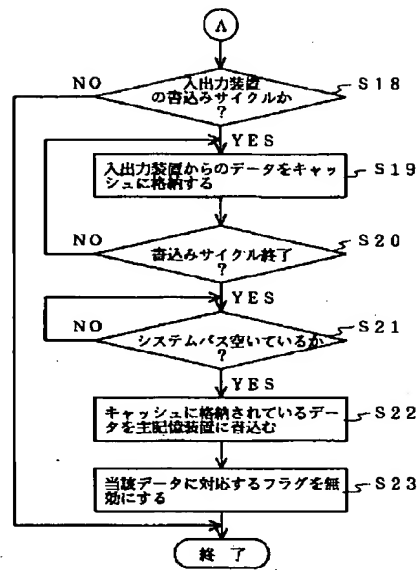 A
NO
入出力装置
の書込みサイクルか
?
S18
YES
入出力装置からのデータをキャッ
シュに格納する
S19
NO
書込みサイクル終了
?
S20
YES
NO
システムバス空いているか
?
S21
YES
キャッシュに格納されているデー
タを主記憶装置に書込む
S22
当該データに対応するフラグを無
効にする
S23
終了